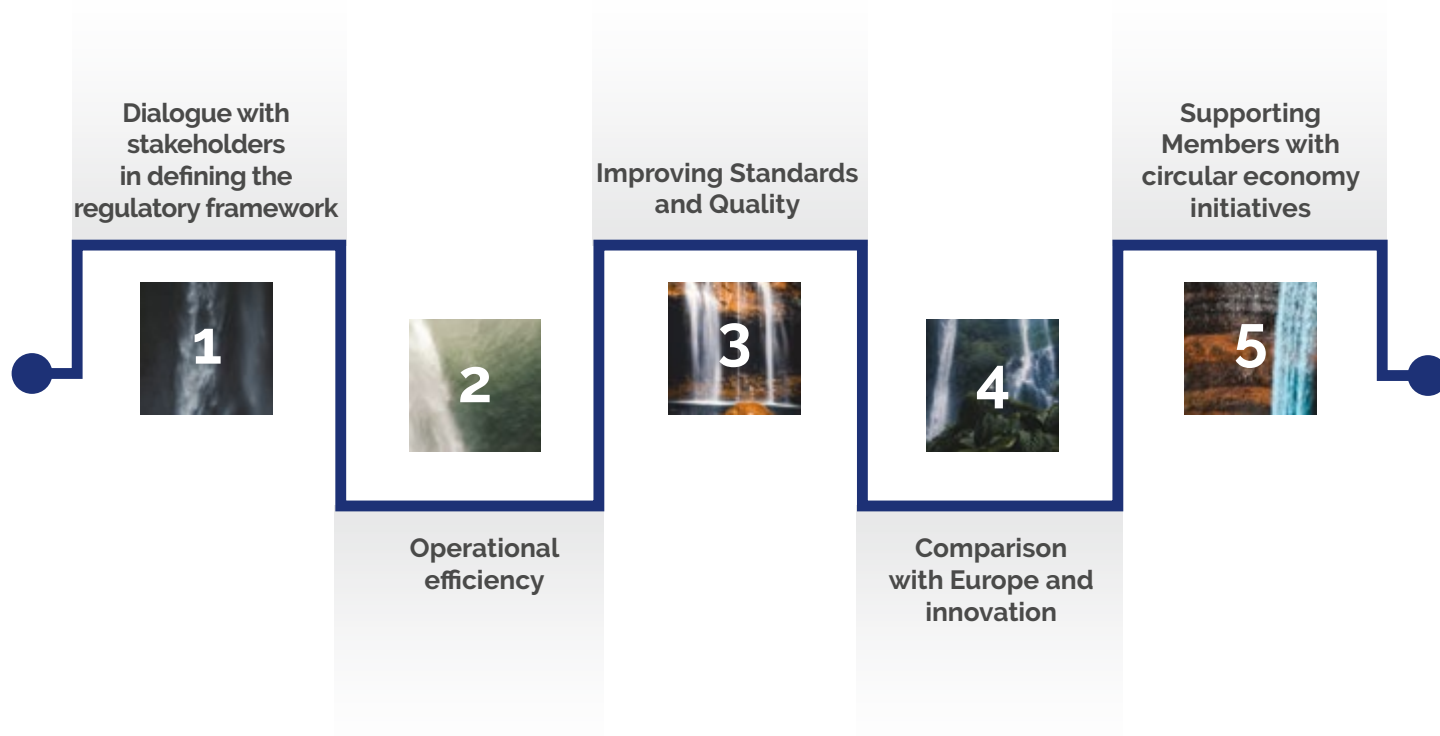 Dialogue with
stakeholders
in defining the
regulatory framework
1
2
Operational
efficiency
Improving Standards
and Quality
3
4
Comparison
with Europe and
innovation
Supporting
Members with
circular economy
initiatives
5